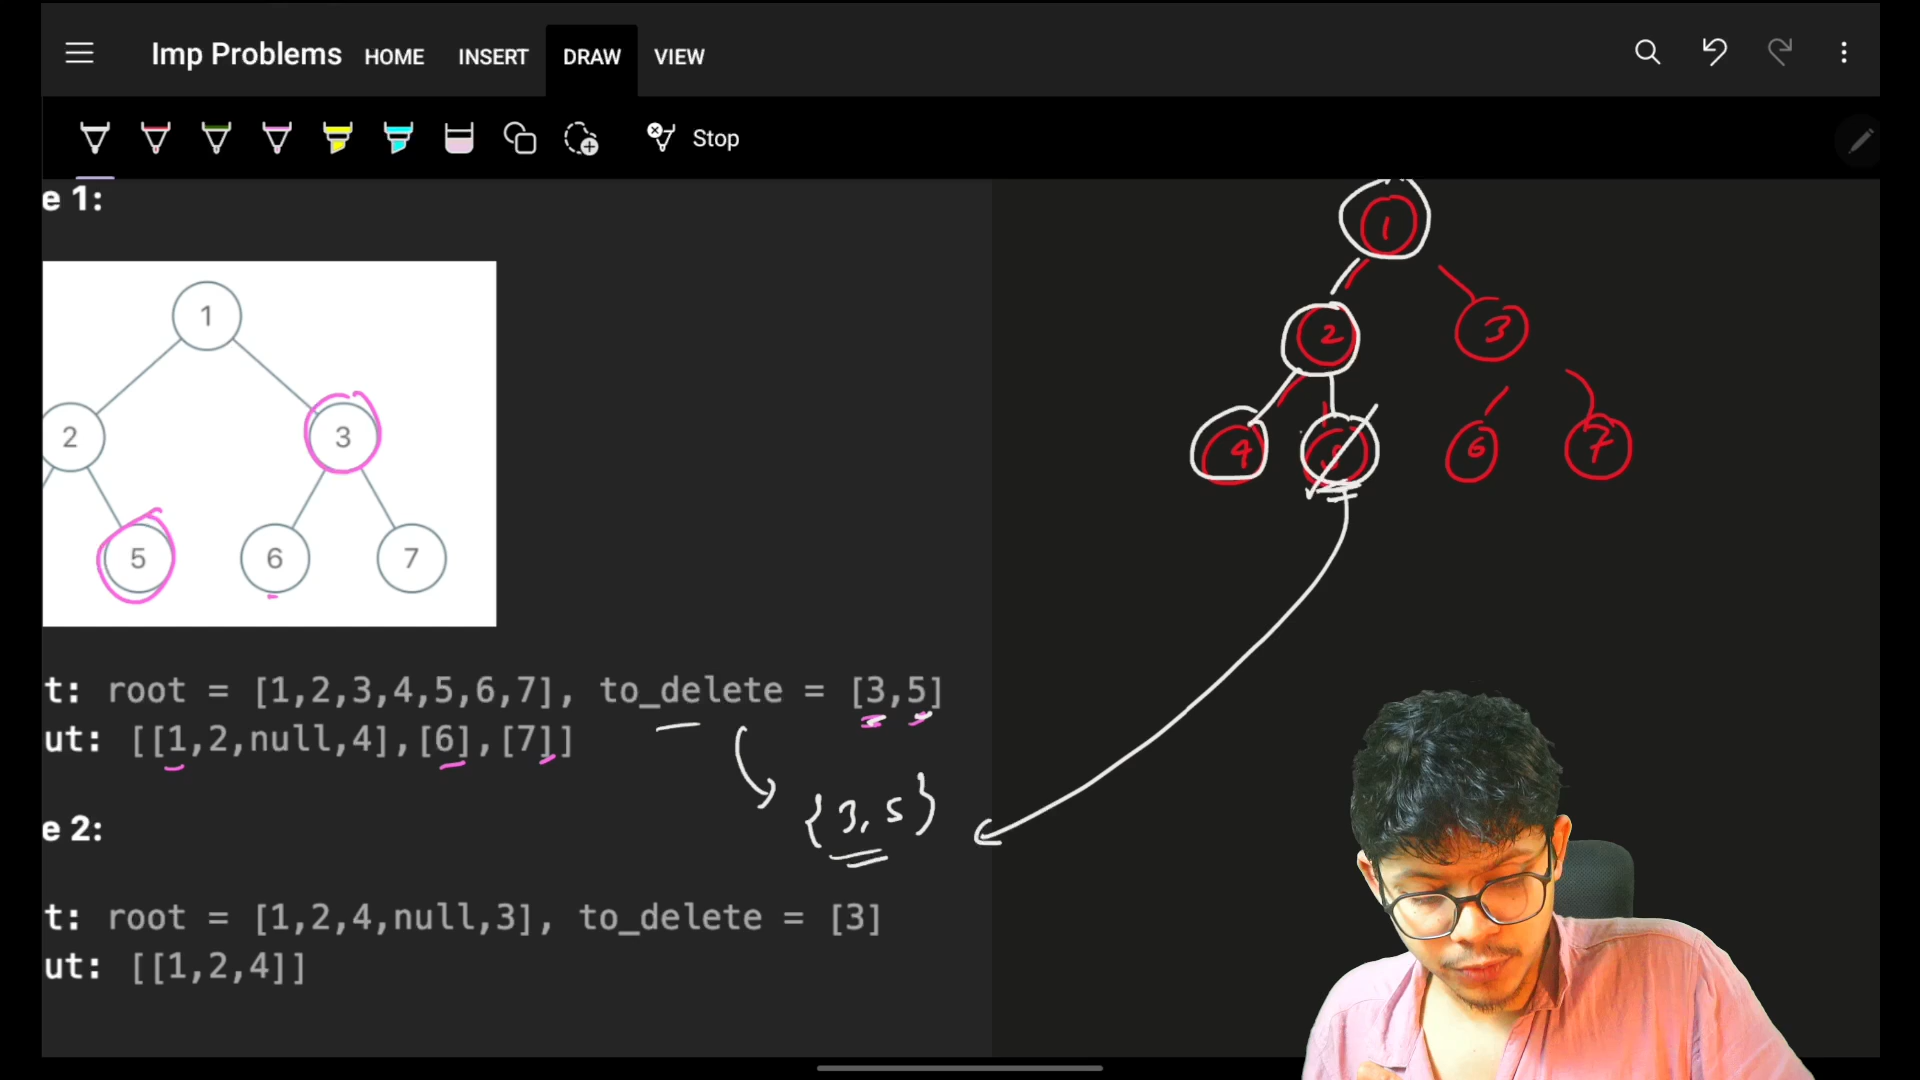 Imp Problems HOME INSERT DRAW VIEW
Stop
e 1:
1
2 3
5 6 7
t: root = [1,2,3,4,5,6,7], to_delete = [3,5]
ut: [[1,2,null,4],[6],[7]]
{3,5}
e 2:
t: root = [1,2,4,null,3], to_delete = [3]
ut: [[1,2,4]]
1
2 3
4 5 6 7